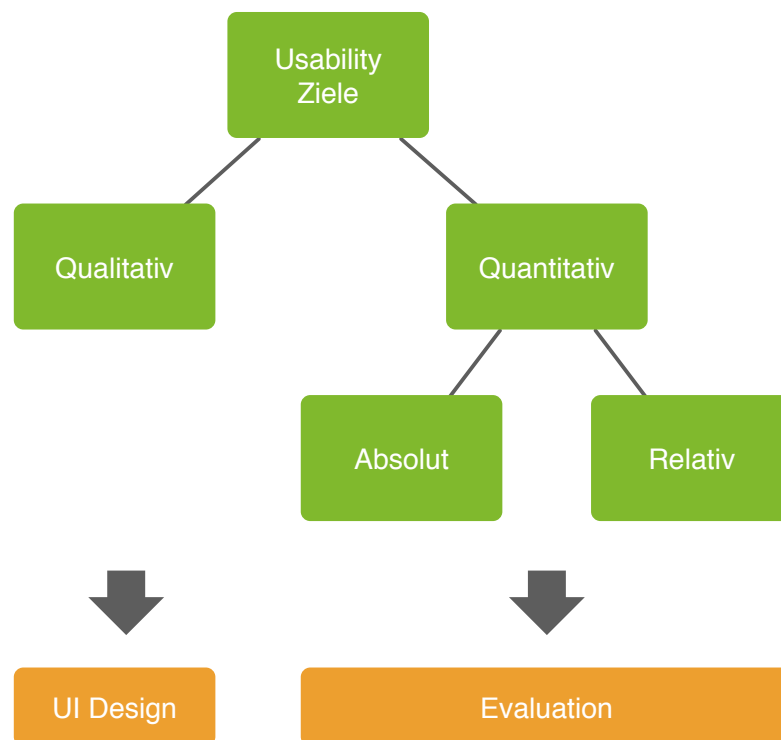 Usability
Ziele
Qualitativ
Quantitativ
Absolut
Relativ
UI Design
Evaluation